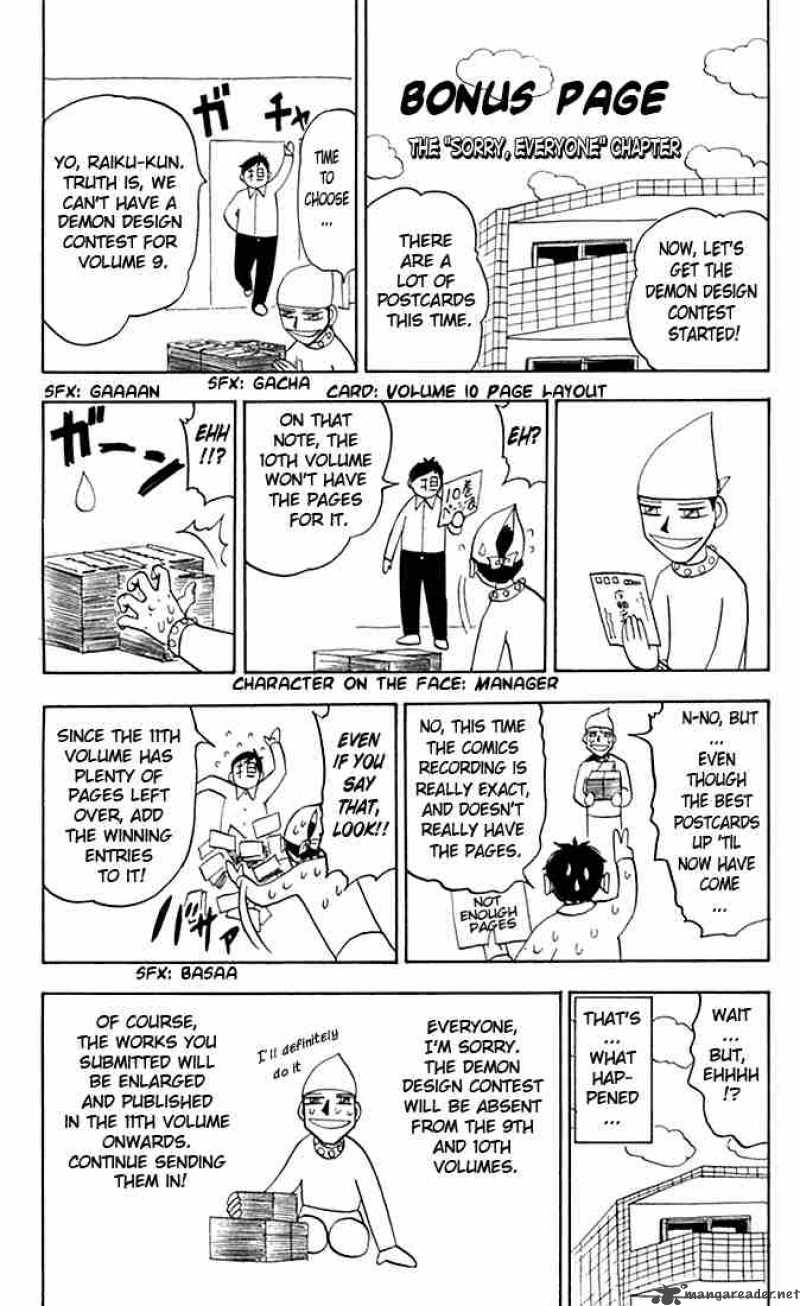 BONUS PAGE
THE "SORRY, EVERYONE" CHAPTER
NOW, LET'S
GET THE
DEMON DESIGN
CONTEST
STARTED!
THERE
ARE A
LOT OF
POSTCARDS
THIS TIME.
TIME
TO
CHOOSE
...
ガチャ
YO, RAIKU-KUN.
TRUTH IS, WE
CAN'T HAVE A
DEMON DESIGN
CONTEST FOR
VOLUME 9.
SFX: GAAAAN
SFX: GACHA
CARD: VOLUME 10 PAGE LAYOUT
EH?
10巻
ON THAT
NOTE, THE
10TH VOLUME
WON'T HAVE
THE PAGES
FOR IT.
EHH
!!?
ガーン
CHARACTER ON THE FACE: MANAGER
N-NO, BUT
...
EVEN
THOUGH
THE BEST
POSTCARDS
UP 'TIL
NOW HAVE
COME
...
NO, THIS TIME
THE COMICS
RECORDING IS
REALLY EXACT,
AND DOESN'T
REALLY HAVE
THE PAGES.
NOT
ENOUGH
PAGES
EVEN
IF YOU
SAY
THAT,
LOOK!!
SINCE THE 11TH
VOLUME HAS
PLENTY OF
PAGES LEFT
OVER, ADD
THE WINNING
ENTRIES
TO IT!
バサァ
SFX: BASAA
WAIT
...
BUT,
EHHHH
!?
THAT'S
...
WHAT
HAP-
PENED
...
EVERYONE,
I'M SORRY.
THE DEMON
DESIGN CONTEST
WILL BE ABSENT
FROM THE 9TH
AND 10TH
VOLUMES.
I'll definitely
do it
OF COURSE,
THE WORKS YOU
SUBMITTED WILL
BE ENLARGED
AND PUBLISHED
IN THE 11TH VOLUME
ONWARDS.
CONTINUE SENDING
THEM IN!
mangareader.net